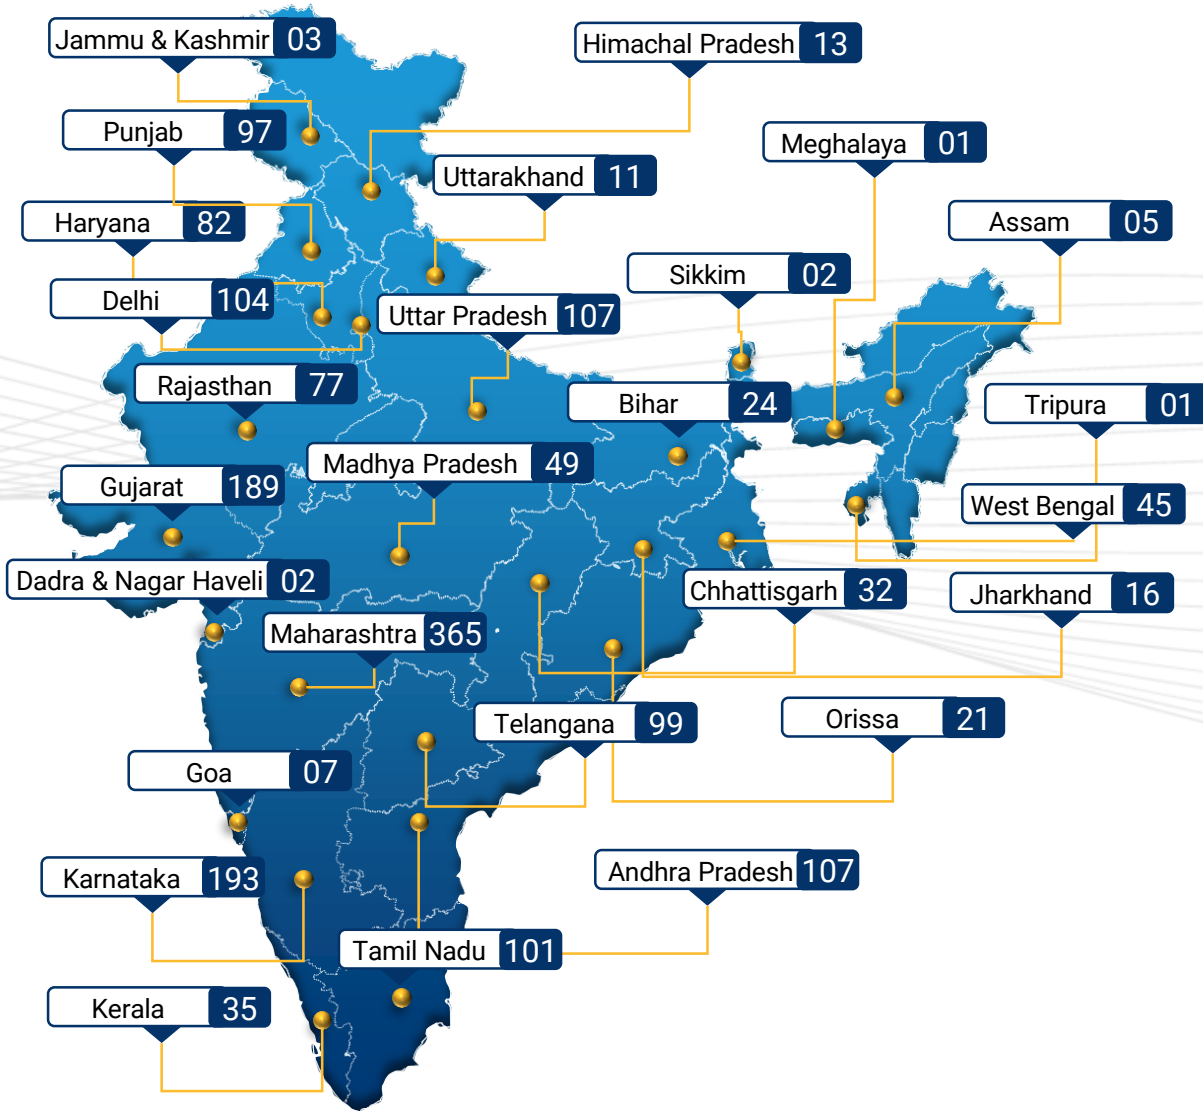 Jammu & Kashmir 03
Himachal Pradesh 13
Punjab 97
Meghalaya 01
Uttarakhand 11
Haryana 82
Assam 05
Sikkim 02
Delhi 104
Uttar Pradesh 107
Rajasthan 77
Bihar 24
Tripura 01
Madhya Pradesh 49
Gujarat 189
West Bengal 45
Dadra & Nagar Haveli 02
Chhattisgarh 32
Jharkhand 16
Maharashtra 365
Telangana 99
Orissa 21
Goa 07
Karnataka 193
Andhra Pradesh 107
Tamil Nadu 101
Kerala 35